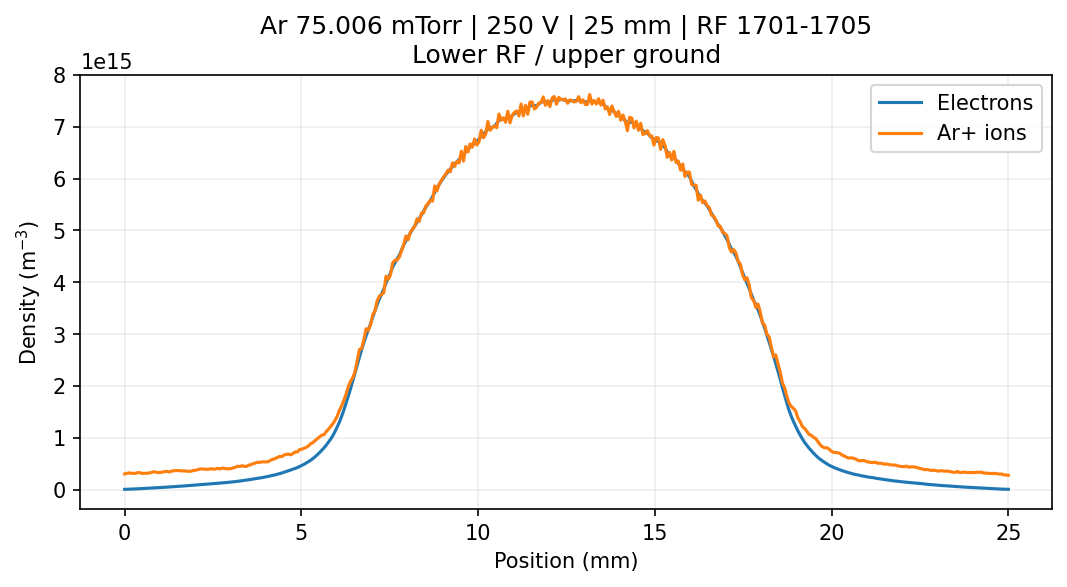 Ar 75.006 mTorr | 250 V | 25 mm | RF 1701-1705
Lower RF / upper ground
1e15
8
7
6
5
4
3
2
1
0
Density (m⁻³)
Electrons
Ar+ ions
0 5 10 15 20 25
Position (mm)